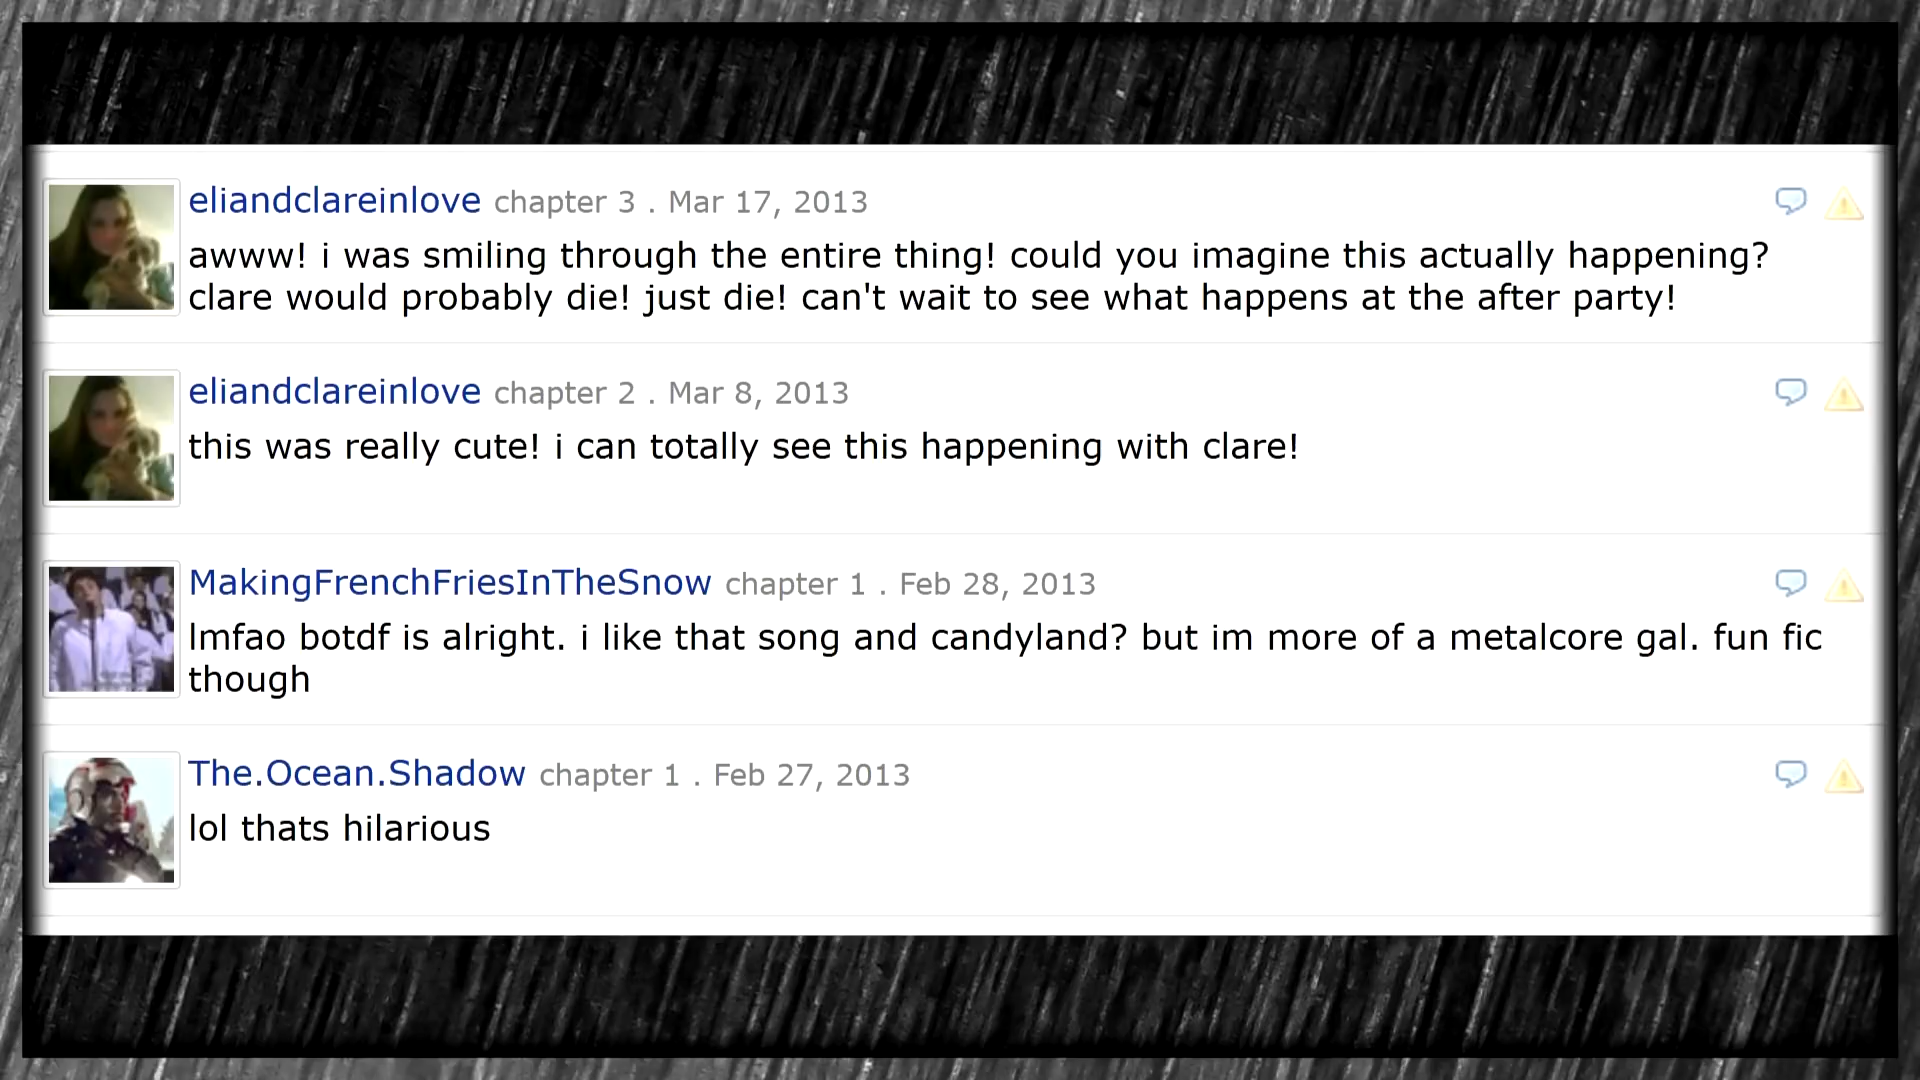 eliandclareinlove chapter 3 . Mar 17, 2013
awww! i was smiling through the entire thing! could you imagine this actually happening?
clare would probably die! just die! can't wait to see what happens at the after party!
eliandclareinlove chapter 2 . Mar 8, 2013
this was really cute! i can totally see this happening with clare!
MakingFrenchFriesInTheSnow chapter 1 . Feb 28, 2013
lmfao botdf is alright. i like that song and candyland? but im more of a metalcore gal. fun fic
though
The.Ocean.Shadow chapter 1 . Feb 27, 2013
lol thats hilarious